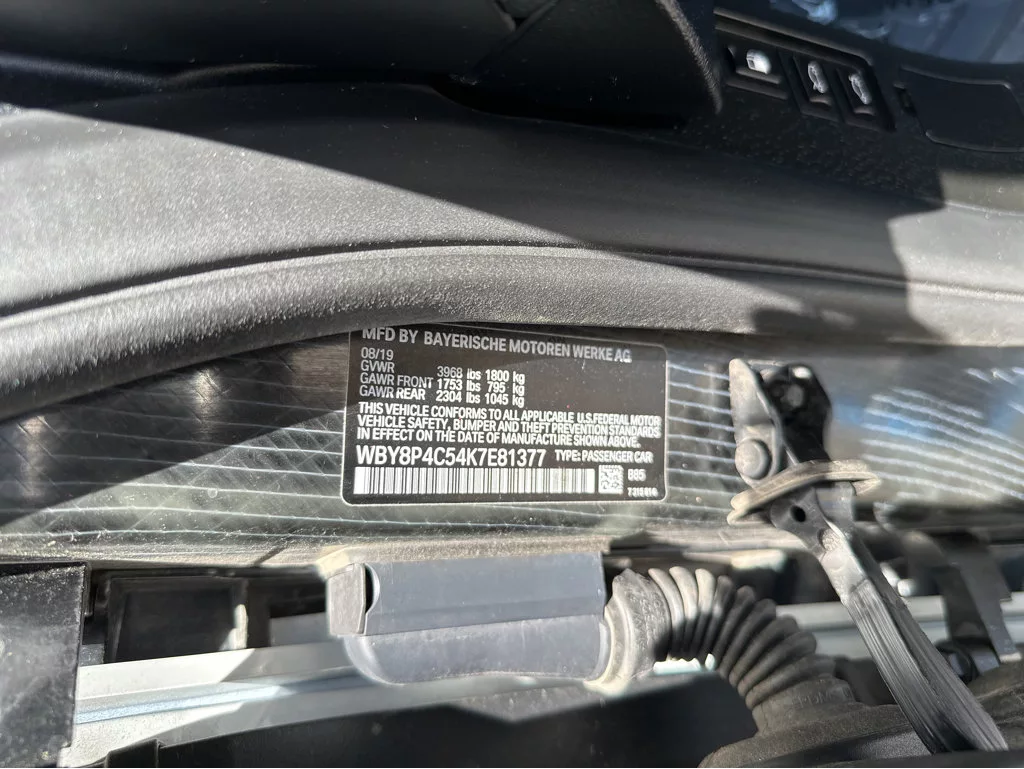 MFD BY BAYERISCHE MOTOREN WERKE AG
08/19
GVWR 3968 lbs 1800 kg
GAWR FRONT 1753 lbs 795 kg
GAWR REAR 2304 lbs 1045 kg
THIS VEHICLE CONFORMS TO ALL APPLICABLE U.S.FEDERAL MOTOR
VEHICLE SAFETY, BUMPER AND THEFT PREVENTION STANDARDS
IN EFFECT ON THE DATE OF MANUFACTURE SHOWN ABOVE.
WBY8P4C54K7E81377 TYPE: PASSENGER CAR